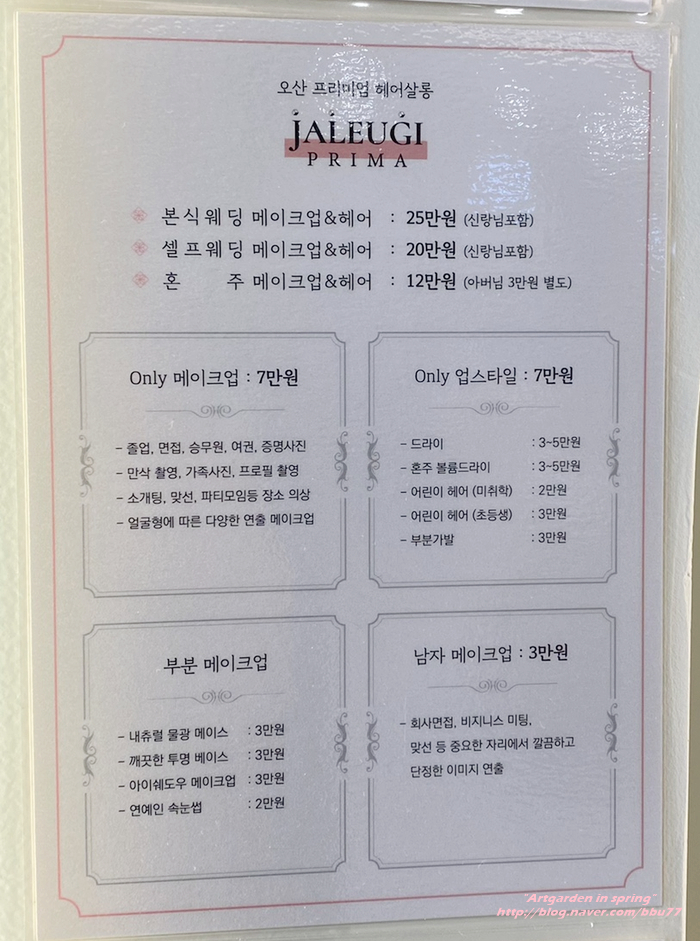 오산 프리미엄 헤어살롱
JALEUGI
PRIMA
본식웨딩 메이크업&헤어 : 25만원 (신랑님포함)
셀프웨딩 메이크업&헤어 : 20만원 (신랑님포함)
혼 주 메이크업&헤어 : 12만원 (아버님 3만원 별도)
Only 메이크업 : 7만원
- 졸업, 면접, 승무원, 여권, 증명사진
- 만삭 촬영, 가족사진, 프로필 촬영
- 소개팅, 맞선, 파티모임등 장소 의상
- 얼굴형에 따른 다양한 연출 메이크업
Only 업스타일 : 7만원
- 드라이 : 3~5만원
- 혼주 볼륨드라이 : 3~5만원
- 어린이 헤어 (미취학) : 2만원
- 어린이 헤어 (초등생) : 3만원
- 부분가발 : 3만원
부분 메이크업
- 내츄럴 물광 메이스 : 3만원
- 깨끗한 투명 베이스 : 3만원
- 아이쉐도우 메이크업 : 3만원
- 연예인 속눈썹 : 2만원
남자 메이크업 : 3만원
- 회사면접, 비지니스 미팅,
맞선 등 중요한 자리에서 깔끔하고
단정한 이미지 연출
"Artgarden in spring"
http://blog.naver.com/bbu77